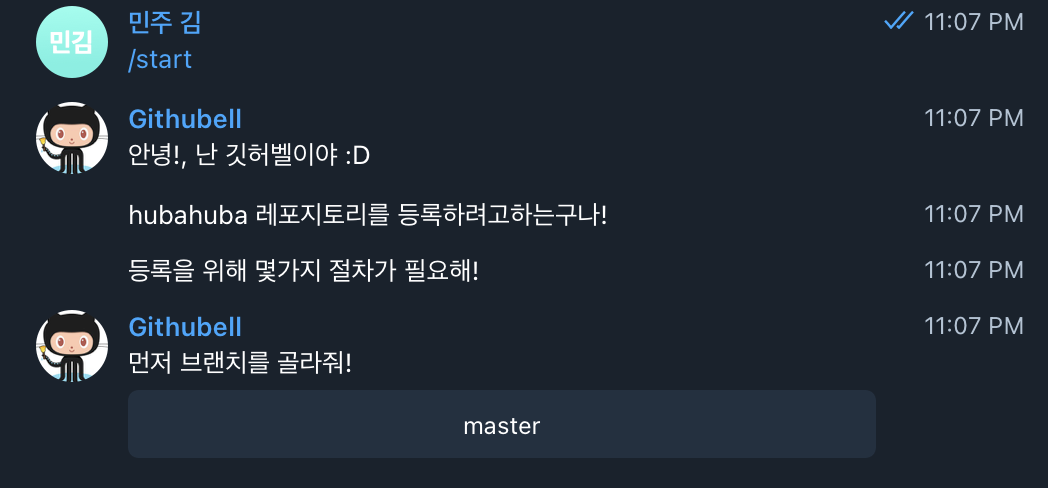 민김
민주 김
11:07 PM
/start
Githubell
11:07 PM
안녕!, 난 깃허벨이야 :D
hubahuba 레포지토리를 등록하려고하는구나!
11:07 PM
등록을 위해 몇가지 절차가 필요해!
11:07 PM
Githubell
11:07 PM
먼저 브랜치를 골라줘!
master